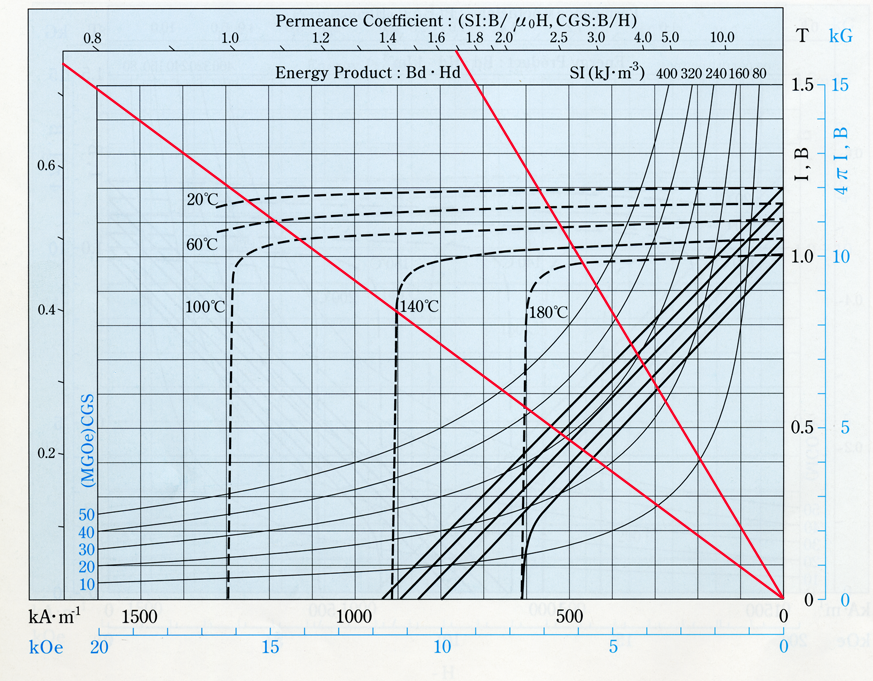 Permeance Coefficient : (SI:B/ μ₀H, CGS:B/H)
0.8 1.0 1.2 1.4 1.6 1.8 2.0 2.5 3.0 4.0 5.0 10.0 T kG
Energy Product : Bd · Hd SI (kJ·m⁻³) 400 320 240 160 80
1.5 15
I, B
4πI, B
0.6
20℃
60℃
1.0 10
100℃ 140℃ 180℃
0.4
0.5 5
0.2
(MGOe)CGS
50
40
30
20
10
0 0
kA·m⁻¹ 1500 1000 500 0
kOe 20 15 10 5 0